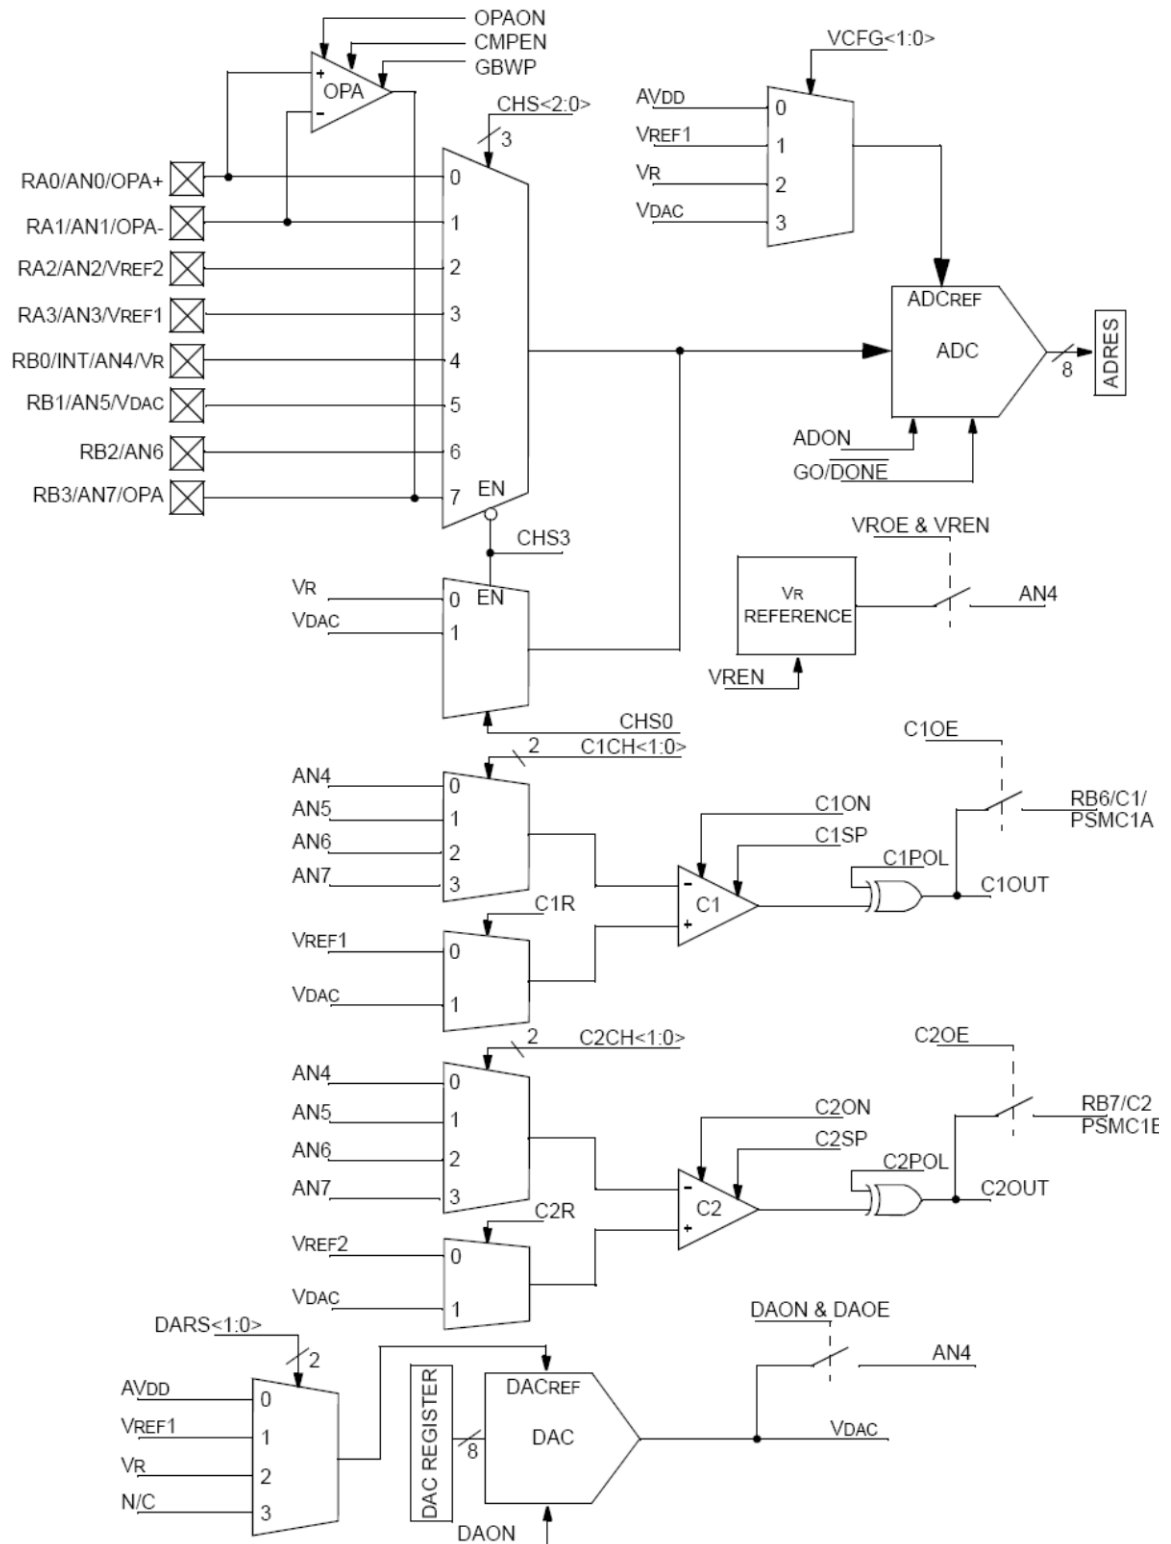 OPAON
CMPEN
GBWP
+
OPA
-
CHS<2:0>
3
VCFG<1:0>
AVDD
0
VREF1
1
VR
2
VDAC
3
RA0/AN0/OPA+
0
RA1/AN1/OPA-
1
RA2/AN2/VREF2
2
RA3/AN3/VREF1
3
RB0/INT/AN4/VR
4
RB1/AN5/VDAC
5
RB2/AN6
6
RB3/AN7/OPA
7
EN
ADCREF
ADC
8
ADRES
ADON
GO/DONE
CHS3
VR
0
EN
VDAC
1
CHS0
VROE & VREN
VR
REFERENCE
AN4
VREN
2
C1CH<1:0>
AN4
0
AN5
1
AN6
2
AN7
3
C1R
VREF1
0
VDAC
1
C1ON
C1SP
-
C1
+
C1POL
C1OUT
C1OE
RB6/C1/
PSMC1A
2
C2CH<1:0>
AN4
0
AN5
1
AN6
2
AN7
3
C2R
VREF2
0
VDAC
1
C2ON
C2SP
-
C2
+
C2POL
C2OUT
C2OE
RB7/C2
PSMC1B
DARS<1:0>
2
AVDD
0
VREF1
1
VR
2
N/C
3
DAC REGISTER
8
DACREF
DAC
DAON
DAON & DAOE
AN4
VDAC